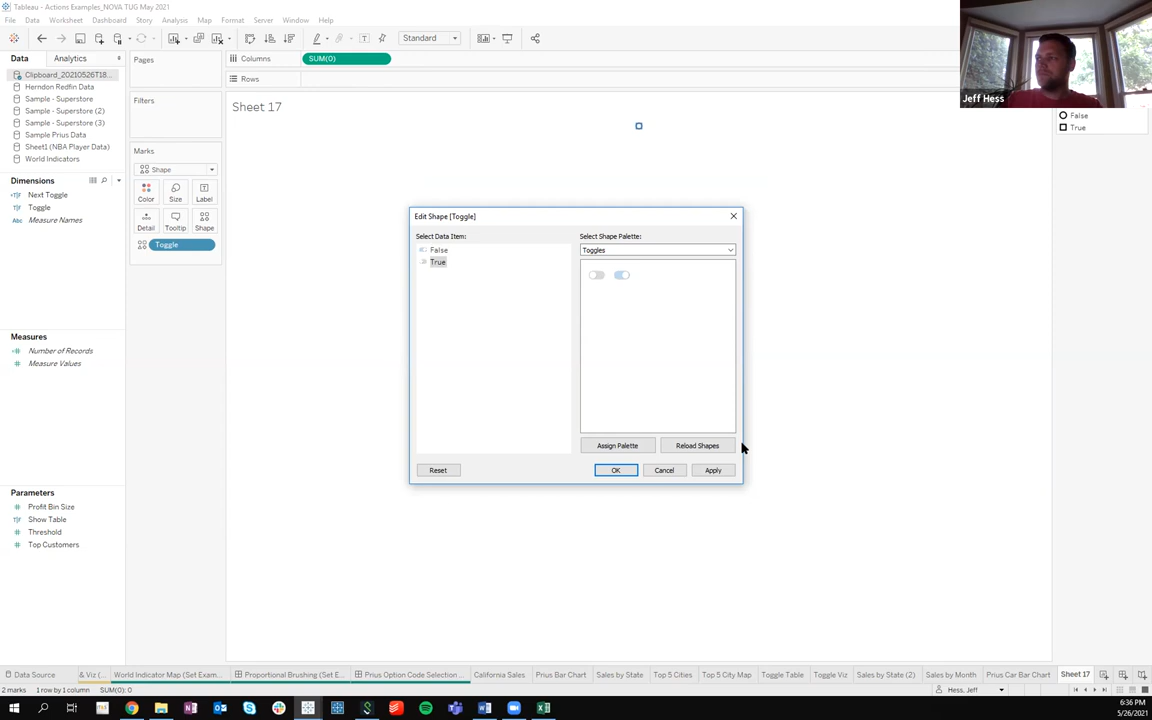 Tableau - Actions Examples_NOVA TUG May 2021
File Data Worksheet Dashboard Story Analysis Map Format Server Window Help
Standard
Data Analytics
Pages
Columns SUM(0)
Rows
Jeff Hess
Clipboard_20210526T18...
Herndon Redfin Data
Sample - Superstore
Sample - Superstore (2)
Sample - Superstore (3)
Sample Prius Data
Sheet1 (NBA Player Data)
World Indicators
Filters
Sheet 17
False
True
Marks
Shape
Color Size Label
Detail Tooltip Shape
Toggle
Dimensions
Next Toggle
Toggle
Abc Measure Names
Edit Shape [Toggle]
Select Data Item:
False
True
Select Shape Palette:
Toggles
Assign Palette Reload Shapes
Reset OK Cancel Apply
Measures
Number of Records
Measure Values
Parameters
Profit Bin Size
Show Table
Threshold
Top Customers
Data Source & Viz (... World Indicator Map (Set Exam... Proportional Brushing (Set E... Prius Option Code Selection ... California Sales Prius Bar Chart Sales by State Top 5 Cities Top 5 City Map Toggle Table Toggle Viz Sales by State (2) Sales by Month Prius Car Bar Chart Sheet 17
2 marks 1 row by 1 column SUM(0): 0 Hess, Jeff
6:36 PM
5/26/2021